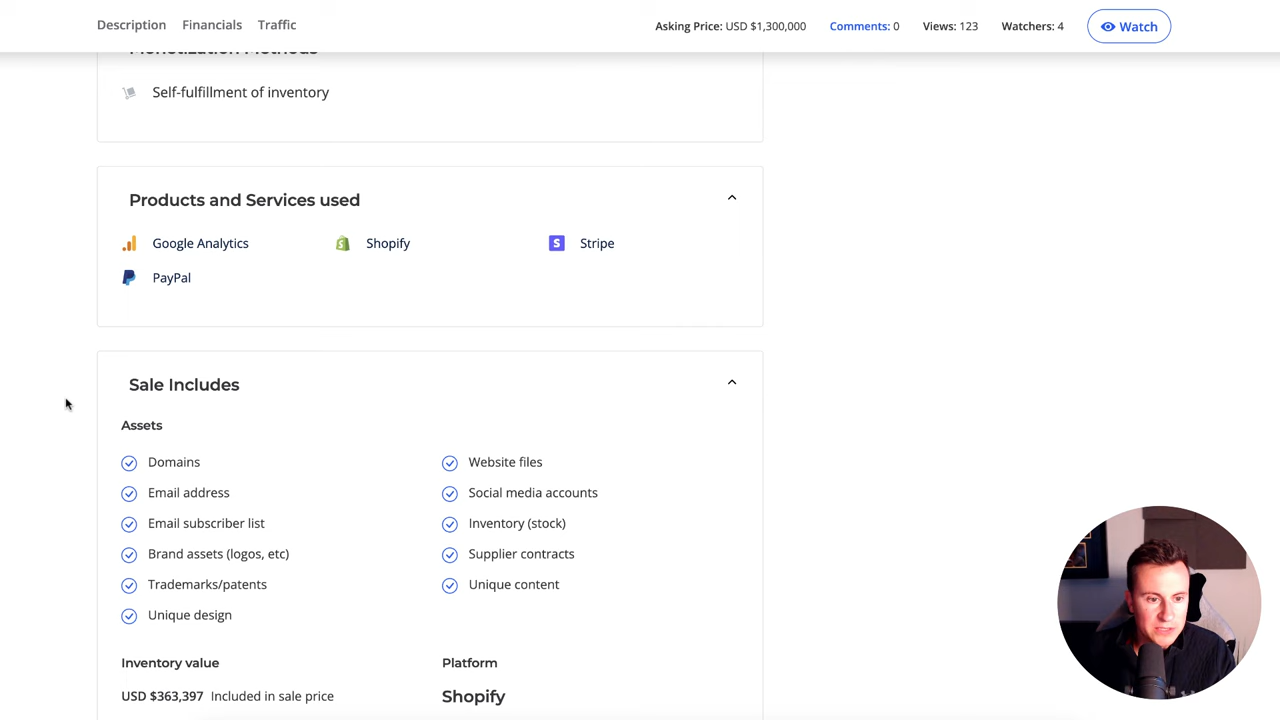 Description Financials Traffic Asking Price: USD $1,300,000 Comments: 0 Views: 123 Watchers: 4 Watch
Monetization Methods
Self-fulfillment of inventory
Products and Services used
Google Analytics Shopify Stripe
PayPal
Sale Includes
Assets
Domains Website files
Email address Social media accounts
Email subscriber list Inventory (stock)
Brand assets (logos, etc) Supplier contracts
Trademarks/patents Unique content
Unique design
Inventory value Platform
USD $363,397 Included in sale price Shopify